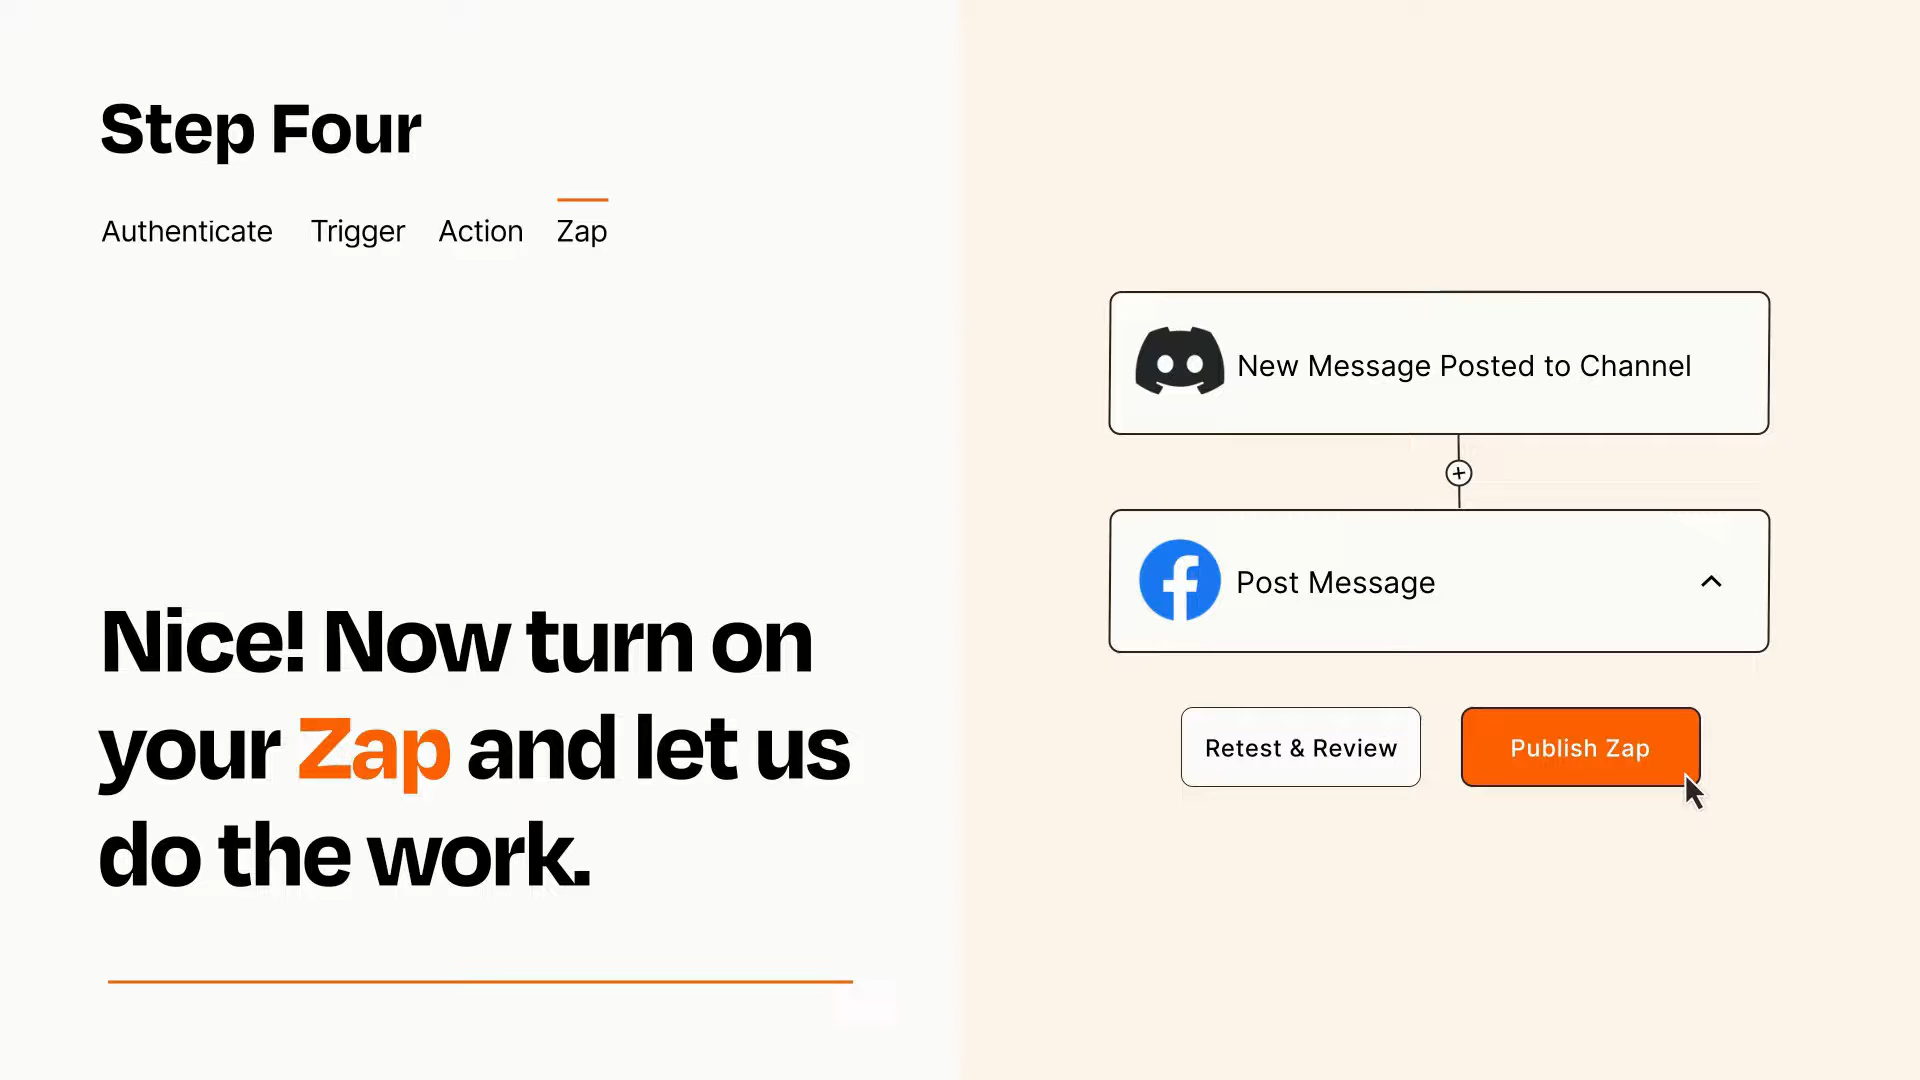 Step Four
Authenticate Trigger Action Zap
Nice! Now turn on
your Zap and let us
do the work.
New Message Posted to Channel
Post Message
Retest & Review
Publish Zap